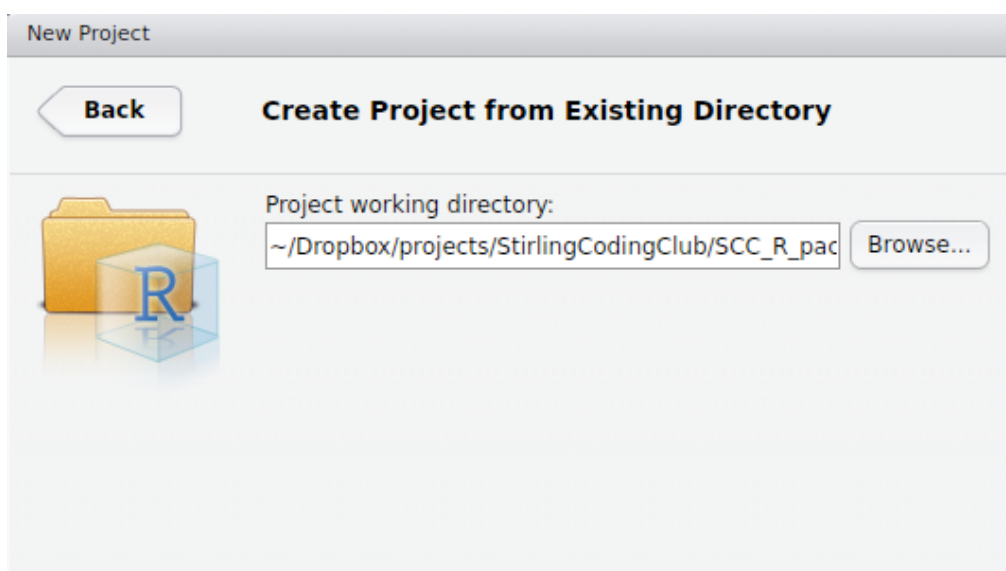 New Project
Back
Create Project from Existing Directory
Project working directory:
~/Dropbox/projects/StirlingCodingClub/SCC_R_pac
Browse...
R